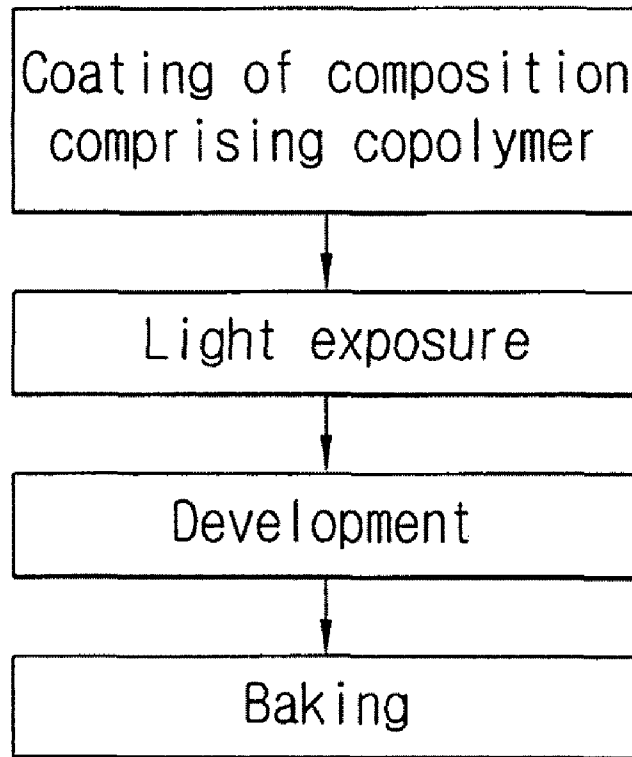 Coating of composition
comprising copolymer
Light exposure
Development
Baking